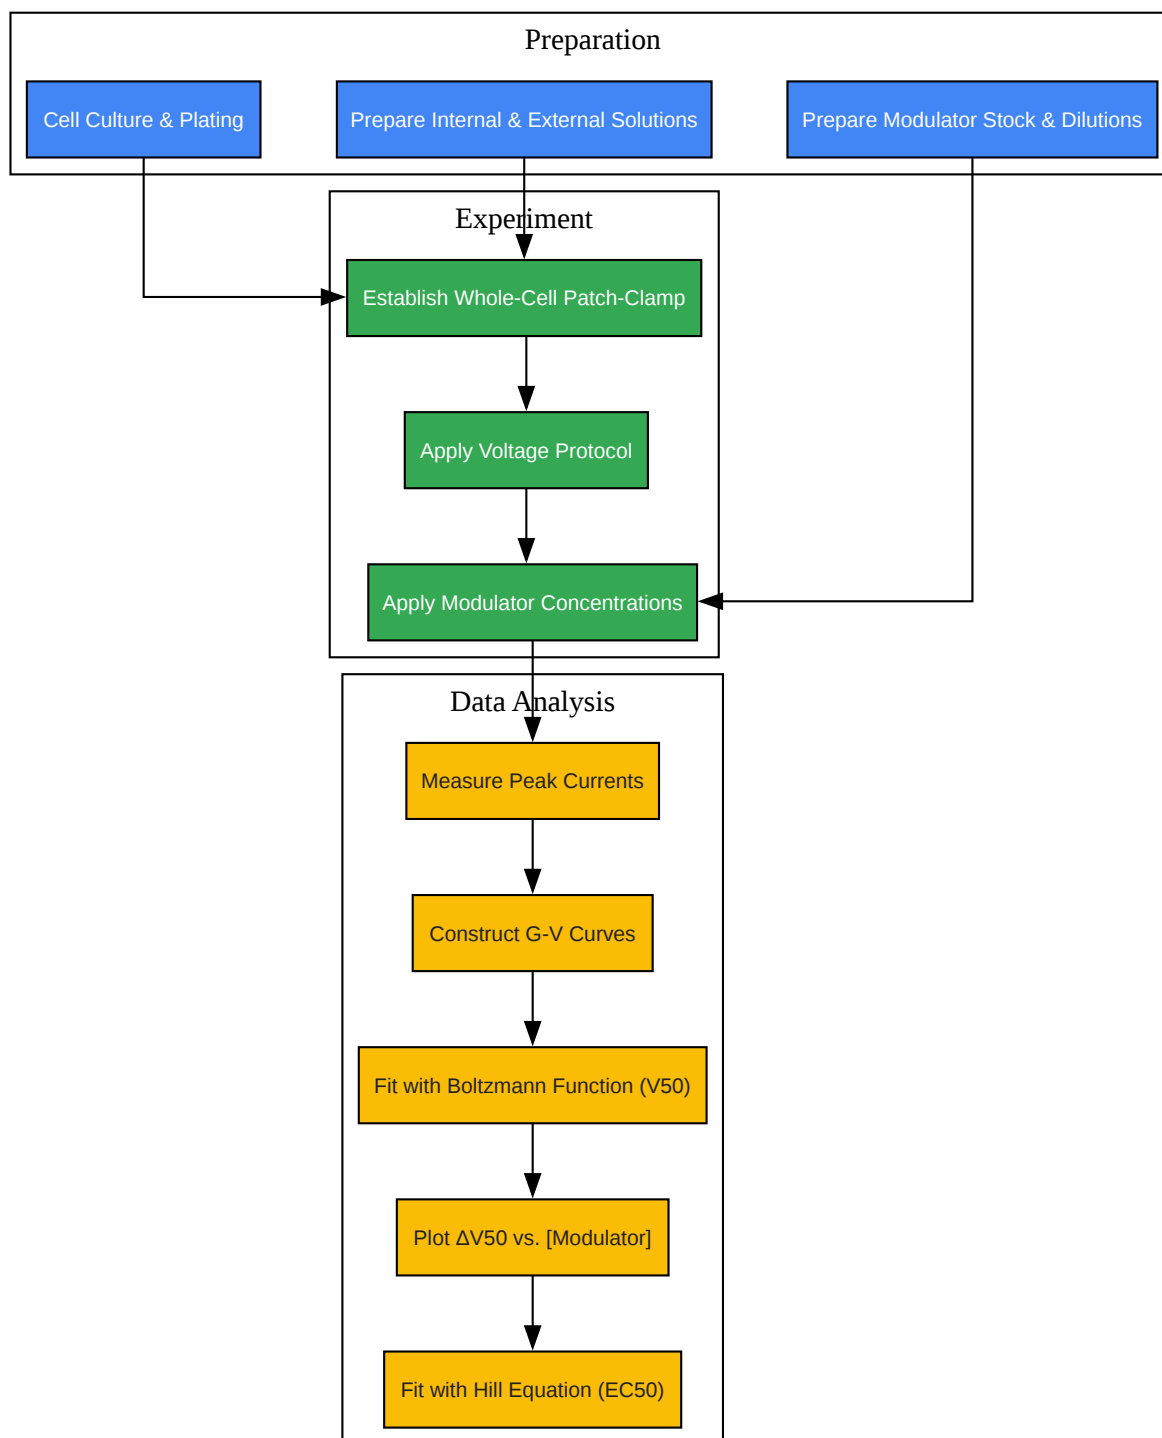 Preparation
Cell Culture & Plating
Prepare Internal & External Solutions
Prepare Modulator Stock & Dilutions
Experiment
Establish Whole-Cell Patch-Clamp
Apply Voltage Protocol
Apply Modulator Concentrations
Data Analysis
Measure Peak Currents
Construct G-V Curves
Fit with Boltzmann Function (V50)
Plot ΔV50 vs. [Modulator]
Fit with Hill Equation (EC50)